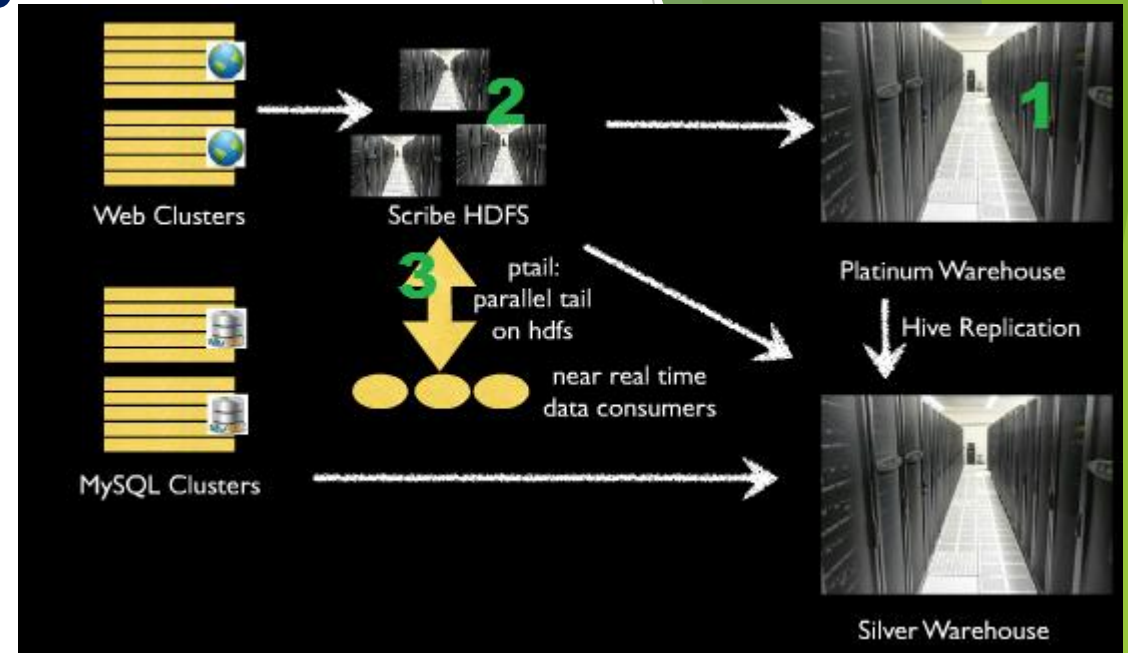 2
1
Web Clusters
Scribe HDFS
3
ptail:
parallel tail
on hdfs
Platinum Warehouse
Hive Replication
near real time
data consumers
MySQL Clusters
Silver Warehouse